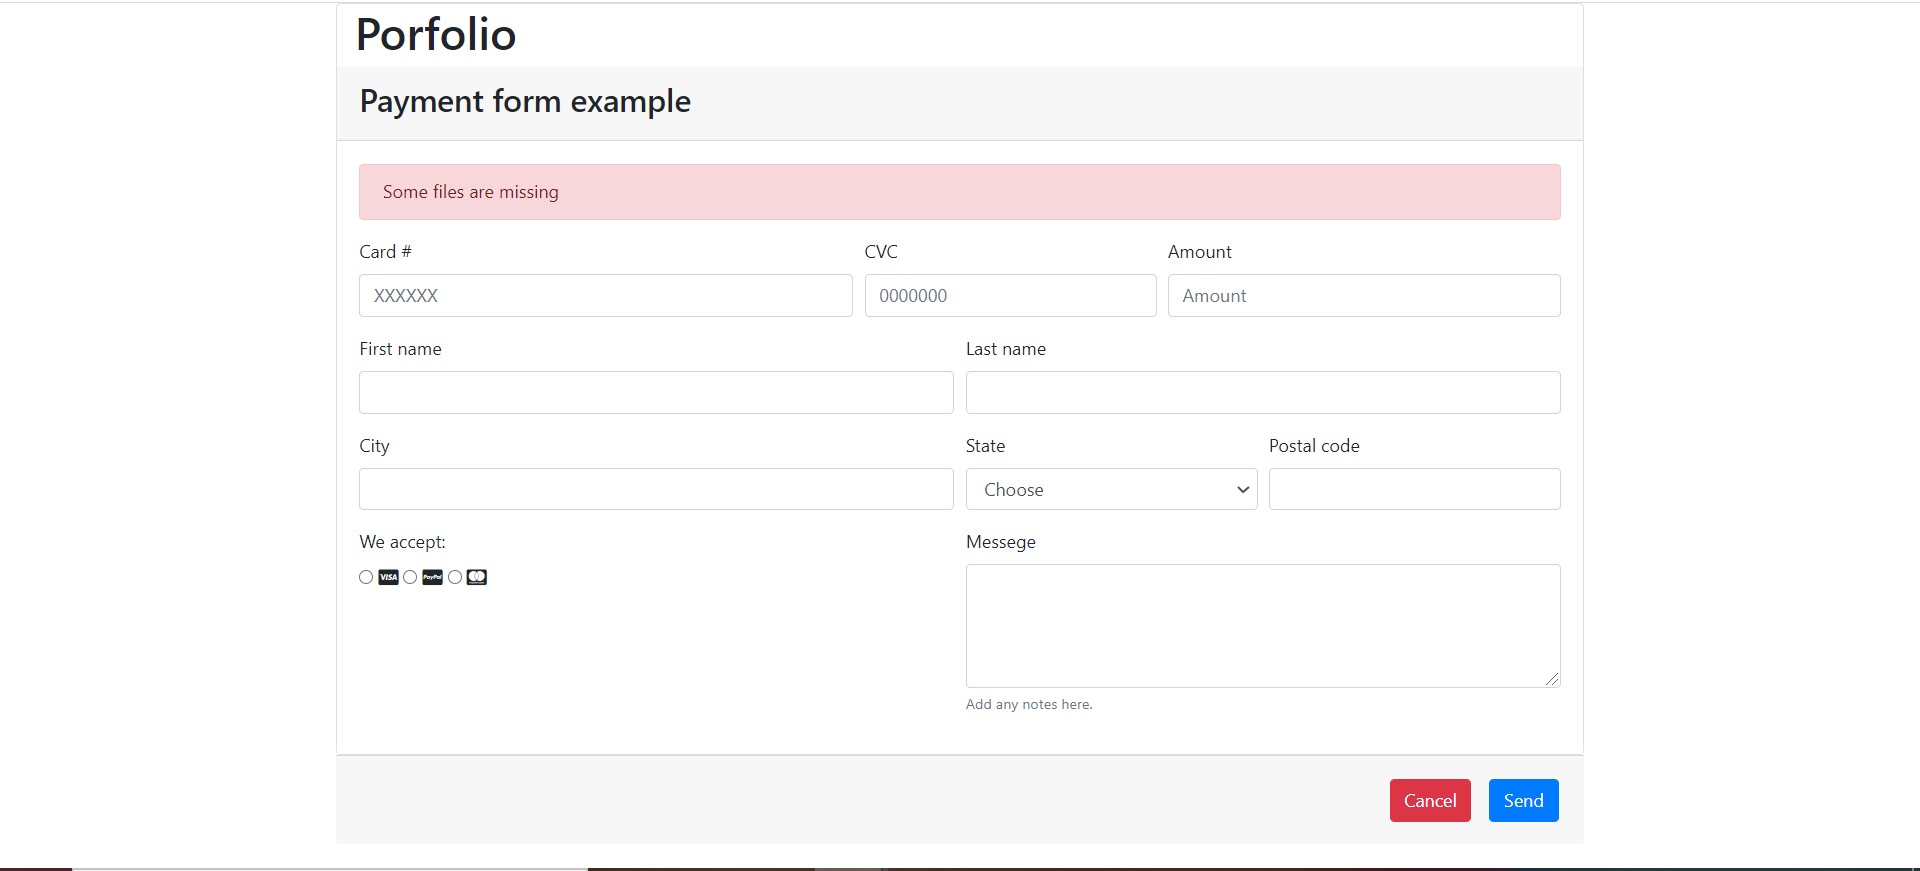 Porfolio
Payment form example
Some files are missing
Card # CVC Amount
XXXXXX 0000000 Amount
First name Last name
City State Postal code
Choose
We accept: Messege
VISA PayPal
Add any notes here.
Cancel Send